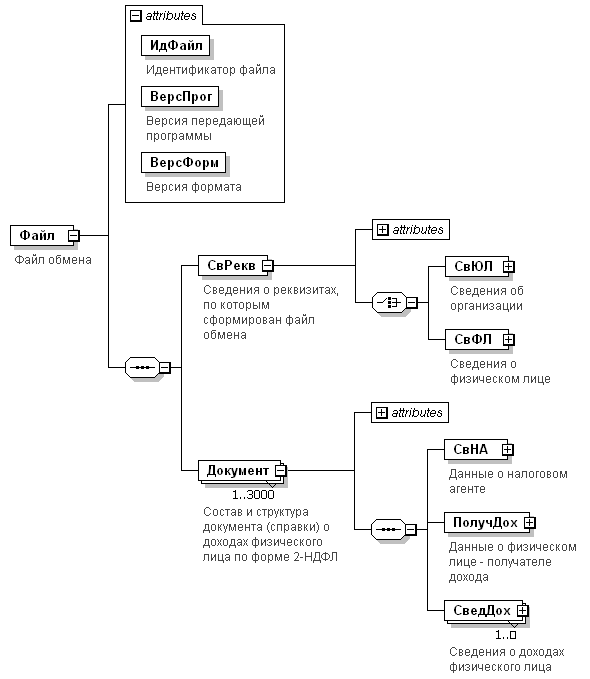 attributes
ИдФайл
Идентификатор файла
ВерсПрог
Версия передающей
программы
ВерсФорм
Версия формата
Файл
Файл обмена
СвРекв
Сведения о реквизитах,
по которым
сформирован файл
обмена
attributes
СвЮЛ
Сведения об
организации
СвФЛ
Сведения о
физическом лице
Документ
1..3000
Состав и структура
документа (справки) о
доходах физического
лица по форме 2-НДФЛ
attributes
СвНА
Данные о налоговом
агенте
ПолучДох
Данные о физическом
лице - получателе
дохода
СведДох
1..□
Сведения о доходах
физического лица